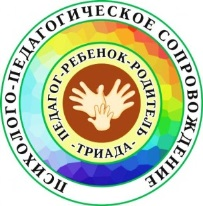 ПСИХОЛОГО-ПЕДАГОГИЧЕСКОЕ СОПРОВОЖДЕНИЕ
ПЕДАГОГ-РЕБЕНОК-РОДИТЕЛЬ
-ТРИАДА-